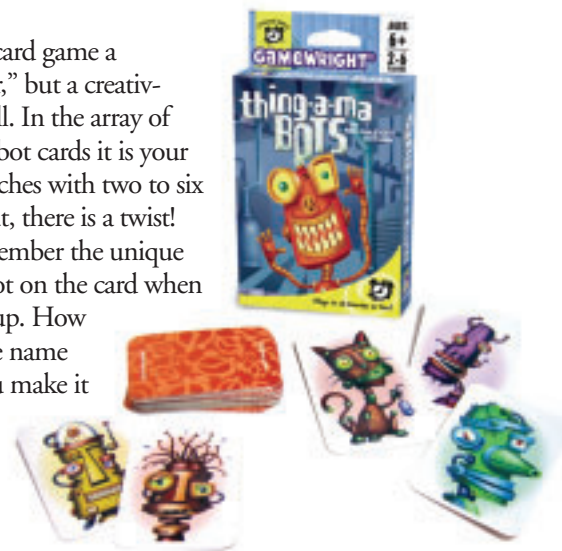 card game a
,” but a creativ-
ll. In the array of
bot cards it is your
ches with two to six
t, there is a twist!
ember the unique
ot on the card when
up. How
e name
u make it
GAMEWRIGHT
AGES
6+
2-6
thing-a-ma
BOTS